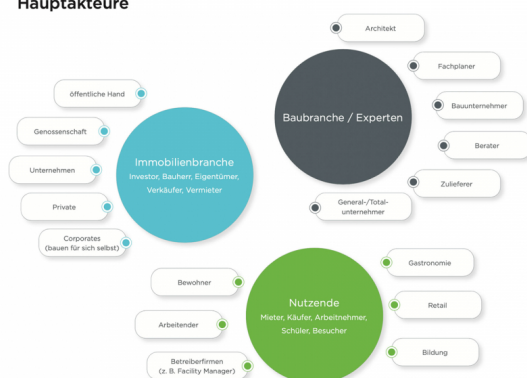 Hauptakteure
Architekt
Fachplaner
Bauunternehmer
Berater
Zulieferer
General-/Total-
unternehmer
Baubranche / Experten
öffentliche Hand
Genossenschaft
Unternehmen
Private
Corporates
(bauen für sich selbst)
Immobilienbranche
Investor, Bauherr, Eigentümer,
Verkäufer, Vermieter
Bewohner
Arbeitender
Betreiberfirmen
(z. B. Facility Manager)
Nutzende
Mieter, Käufer, Arbeitnehmer,
Schüler, Besucher
Gastronomie
Retail
Bildung